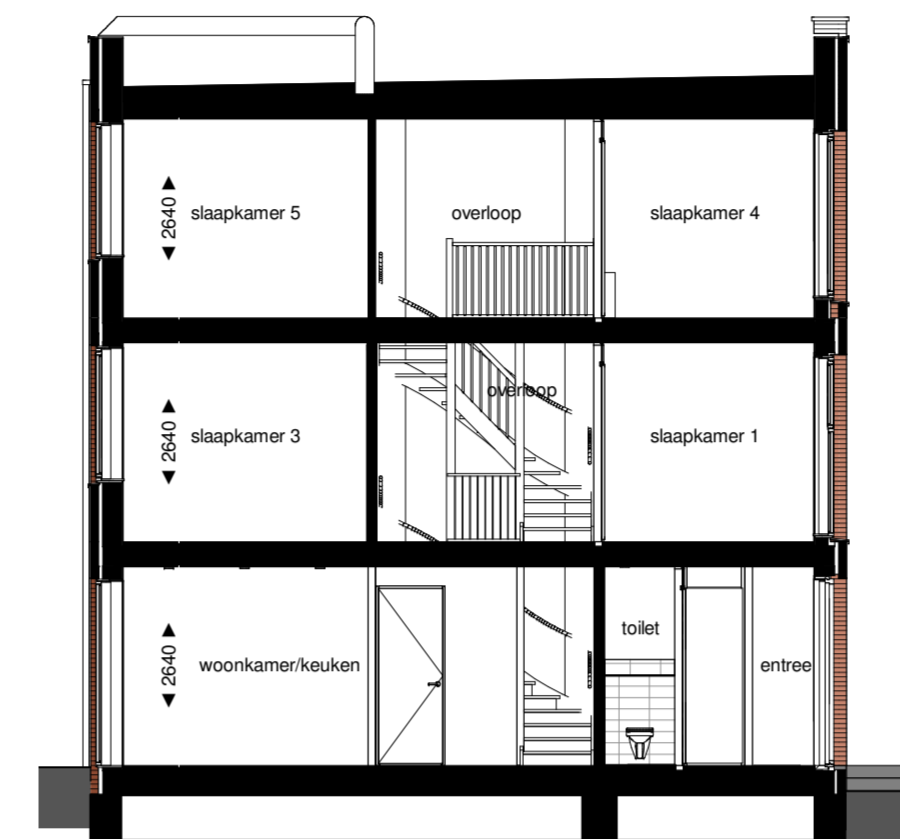 2640
slaapkamer 5
overloop
slaapkamer 4
2640
slaapkamer 3
overloop
slaapkamer 1
2640
woonkamer/keuken
toilet
entree